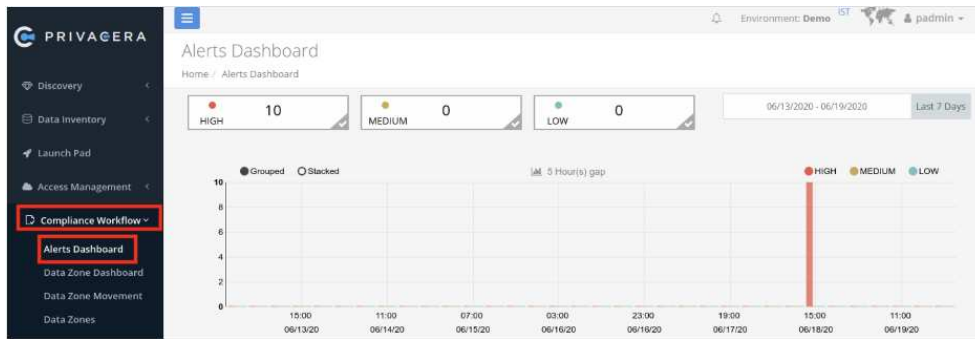 PRIVACERA
Discovery
Data Inventory
Launch Pad
Access Management
Compliance Workflow
Alerts Dashboard
Data Zone Dashboard
Data Zone Movement
Data Zones
Environment: Demo IST padmin
Alerts Dashboard
Home / Alerts Dashboard
HIGH 10
MEDIUM 0
LOW 0
06/13/2020 - 06/19/2020 Last 7 Days
Grouped Stacked
5 Hour(s) gap
HIGH MEDIUM LOW
10
8
6
4
2
0
15:00 11:00 07:00 03:00 23:00 19:00 15:00 11:00
06/13/20 06/14/20 06/15/20 06/16/20 06/16/20 06/17/20 06/18/20 06/19/20